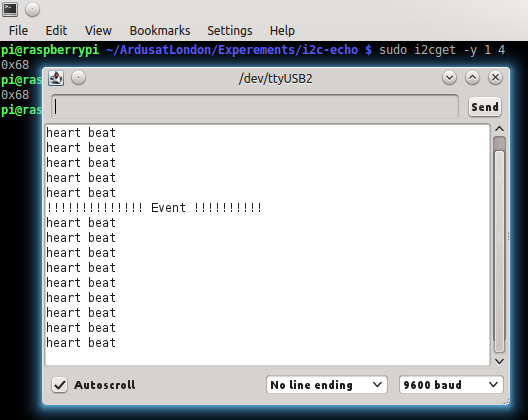 File Edit View Bookmarks Settings Help
pi@raspberrypi ~/ArdusatLondon/Experements/i2c-echo $ sudo i2cget -y 1 4
0x68
pi@ras
0x68
pi@ras
/dev/ttyUSB2
Send
heart beat
heart beat
heart beat
heart beat
heart beat
!!!!!!!!!!!!!! Event !!!!!!!!!!
heart beat
heart beat
heart beat
heart beat
heart beat
heart beat
heart beat
heart beat
heart beat
Autoscroll
No line ending
9600 baud